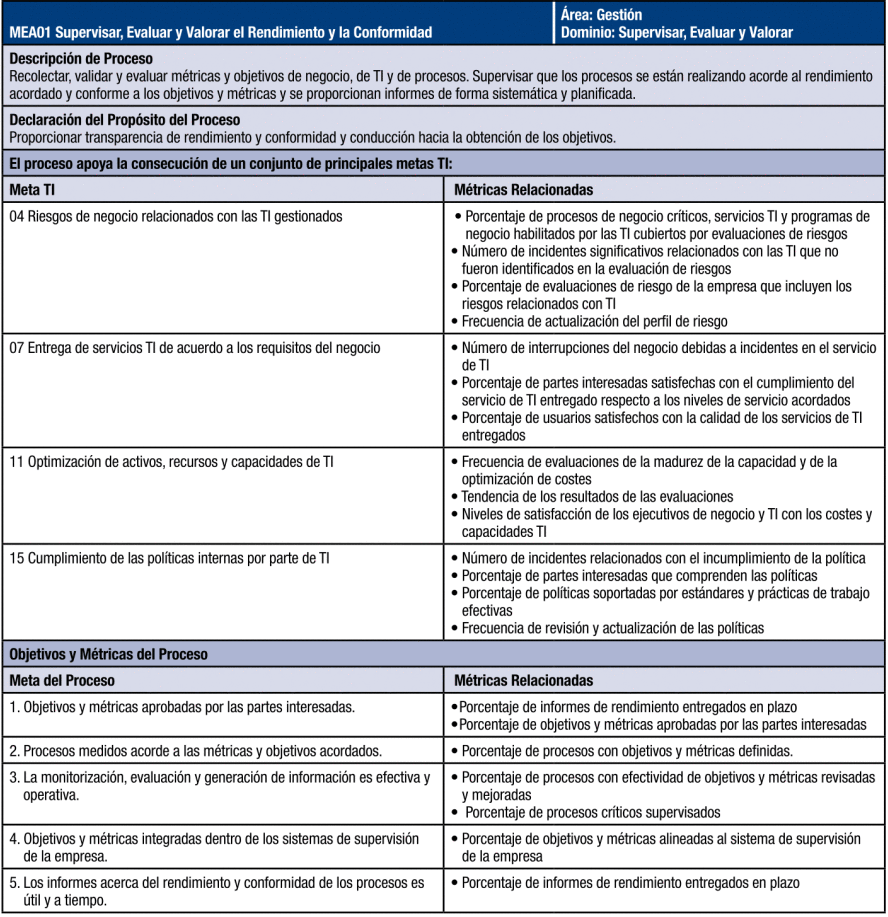 MEA01 Supervisar, Evaluar y Valorar el Rendimiento y la Conformidad
Área: Gestión
Dominio: Supervisar, Evaluar y Valorar
Descripción de Proceso
Recolectar, validar y evaluar métricas y objetivos de negocio, de TI y de procesos. Supervisar que los procesos se están realizando acorde al rendimiento
acordado y conforme a los objetivos y métricas y se proporcionan informes de forma sistemática y planificada.
Declaración del Propósito del Proceso
Proporcionar transparencia de rendimiento y conformidad y conducción hacia la obtención de los objetivos.
El proceso apoya la consecución de un conjunto de principales metas TI:
Meta TI
Métricas Relacionadas
04 Riesgos de negocio relacionados con las TI gestionados
• Porcentaje de procesos de negocio críticos, servicios TI y programas de
negocio habilitados por las TI cubiertos por evaluaciones de riesgos
• Número de incidentes significativos relacionados con las TI que no
fueron identificados en la evaluación de riesgos
• Porcentaje de evaluaciones de riesgo de la empresa que incluyen los
riesgos relacionados con TI
• Frecuencia de actualización del perfil de riesgo
07 Entrega de servicios TI de acuerdo a los requisitos del negocio
• Número de interrupciones del negocio debidas a incidentes en el servicio
de TI
• Porcentaje de partes interesadas satisfechas con el cumplimiento del
servicio de TI entregado respecto a los niveles de servicio acordados
• Porcentaje de usuarios satisfechos con la calidad de los servicios de TI
entregados
11 Optimización de activos, recursos y capacidades de TI
• Frecuencia de evaluaciones de la madurez de la capacidad y de la
optimización de costes
• Tendencia de los resultados de las evaluaciones
• Niveles de satisfacción de los ejecutivos de negocio y TI con los costes y
capacidades TI
15 Cumplimiento de las políticas internas por parte de TI
• Número de incidentes relacionados con el incumplimiento de la política
• Porcentaje de partes interesadas que comprenden las políticas
• Porcentaje de políticas soportadas por estándares y prácticas de trabajo
efectivas
• Frecuencia de revisión y actualización de las políticas
Objetivos y Métricas del Proceso
Meta del Proceso
Métricas Relacionadas
1. Objetivos y métricas aprobadas por las partes interesadas.
•Porcentaje de informes de rendimiento entregados en plazo
•Porcentaje de objetivos y métricas aprobadas por las partes interesadas
2. Procesos medidos acorde a las métricas y objetivos acordados.
• Porcentaje de procesos con objetivos y métricas definidas.
3. La monitorización, evaluación y generación de información es efectiva y
operativa.
• Porcentaje de procesos con efectividad de objetivos y métricas revisadas
y mejoradas
• Porcentaje de procesos críticos supervisados
4. Objetivos y métricas integradas dentro de los sistemas de supervisión
de la empresa.
• Porcentaje de objetivos y métricas alineadas al sistema de supervisión
de la empresa
5. Los informes acerca del rendimiento y conformidad de los procesos es
útil y a tiempo.
• Porcentaje de informes de rendimiento entregados en plazo